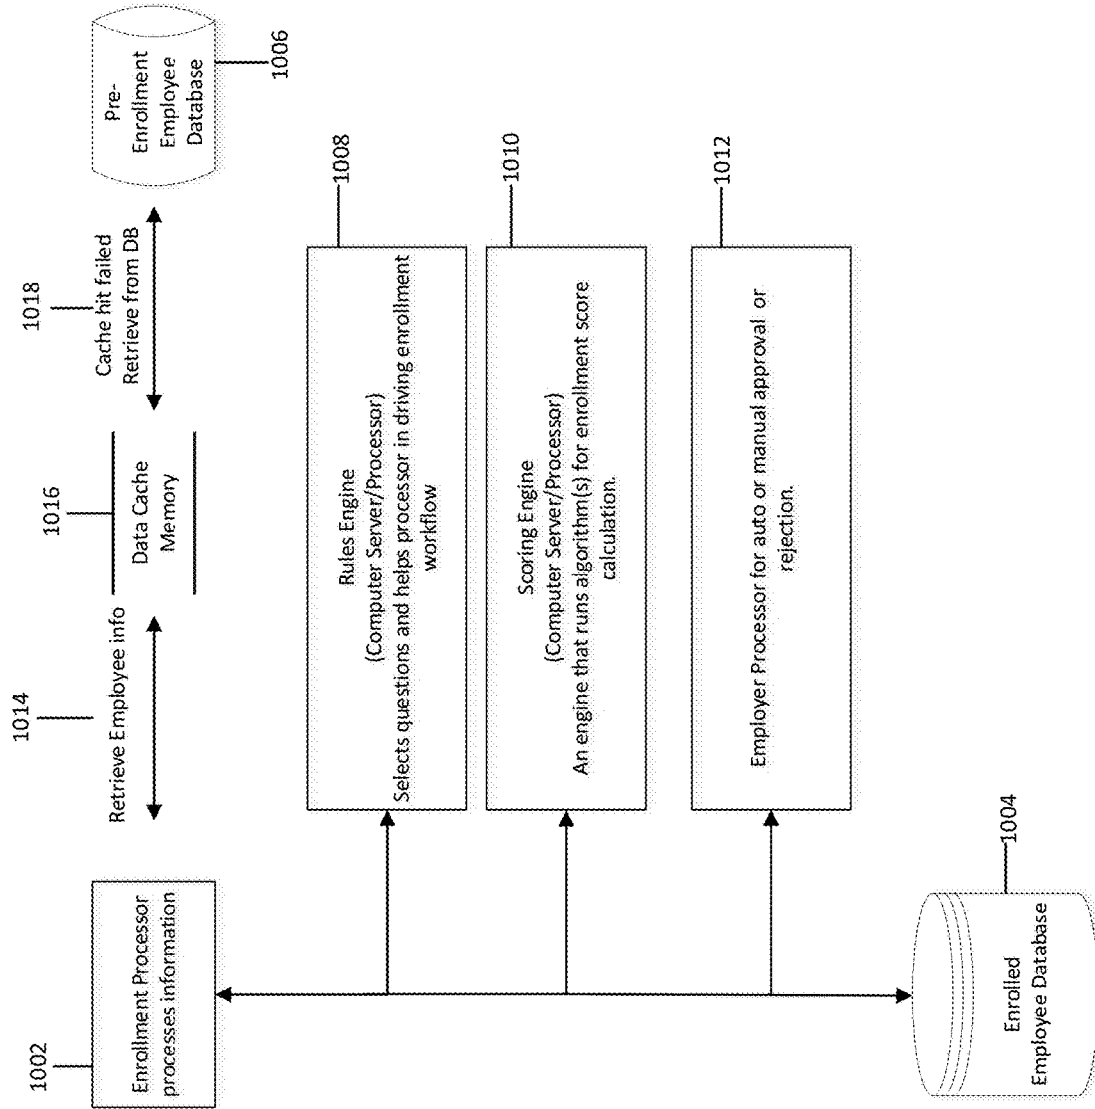 1002
Enrollment Processor
processes information
1014
Retrieve Employee info
1016
Data Cache
Memory
1018
Cache hit failed
Retrieve from DB
Pre-
Enrollment
Employee
Database
1006
Rules Engine
(Computer Server/Processor)
Selects questions and helps processor in driving enrollment
workflow
1008
Scoring Engine
(Computer Server/Processor)
An engine that runs algorithm(s) for enrollment score
calculation.
1010
Employer Processor for auto or manual approval or
rejection.
1012
Enrolled
Employee Database
1004